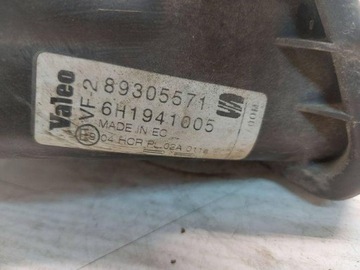 Valeo
VF.2 89305571
6H1941005
MADE IN EC
04 HCR PL 02A